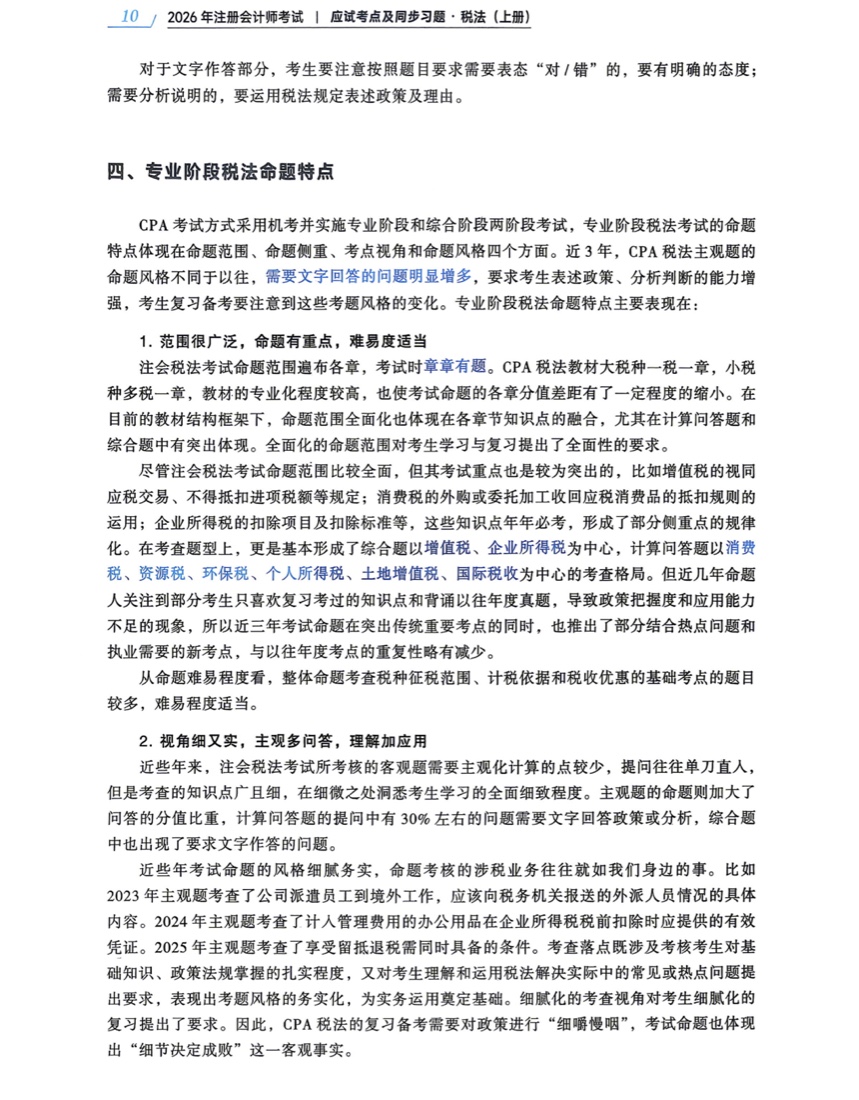 10 2026 年注册会计师考试 | 应试考点及同步习题·税法（上册）
对于文字作答部分，考生要注意按照题目要求需要表态“对 / 错”的，要有明确的态度；
需要分析说明的，要运用税法规定表述政策及理由。
四、专业阶段税法命题特点
CPA 考试方式采用机考并实施专业阶段和综合阶段两阶段考试，专业阶段税法考试的命题
特点体现在命题范围、命题侧重、考点视角和命题风格四个方面。近 3 年，CPA 税法主观题的
命题风格不同于以往，需要文字回答的问题明显增多，要求考生表述政策、分析判断的能力增
强，考生复习备考要注意到这些考题风格的变化。专业阶段税法命题特点主要表现在：
1. 范围很广泛，命题有重点，难易度适当
注会税法考试命题范围遍布各章，考试时章章有题。CPA 税法教材大税种一税一章，小税
种多税一章，教材的专业化程度较高，也使考试命题的各章分值差距有了一定程度的缩小。在
目前的教材结构框架下，命题范围全面化也体现在各章节知识点的融合，尤其在计算问答题和
综合题中有突出体现。全面化的命题范围对考生学习与复习提出了全面性的要求。
尽管注会税法考试命题范围比较全面，但其考试重点也是较为突出的，比如增值税的视同
应税交易、不得抵扣进项税额等规定；消费税的外购或委托加工收回应税消费品的抵扣规则的
运用；企业所得税的扣除项目及扣除标准等，这些知识点年年必考，形成了部分侧重点的规律
化。在考查题型上，更是基本形成了综合题以增值税、企业所得税为中心，计算问答题以消费
税、资源税、环保税、个人所得税、土地增值税、国际税收为中心的考查格局。但近几年命题
人关注到部分考生只喜欢复习考过的知识点和背诵以往年度真题，导致政策把握度和应用能力
不足的现象，所以近三年考试命题在突出传统重要考点的同时，也推出了部分结合热点问题和
执业需要的新考点，与以往年度考点的重复性略有减少。
从命题难易程度看，整体命题考查税种征税范围、计税依据和税收优惠的基础考点的题目
较多，难易程度适当。
2. 视角细又实，主观多问答，理解加应用
近些年来，注会税法考试所考核的客观题需要主观化计算的点较少，提问往往单刀直入，
但是考查的知识点广且细，在细微之处洞悉考生学习的全面细致程度。主观题的命题则加大了
问答的分值比重，计算问答题的提问中有 30% 左右的问题需要文字回答政策或分析，综合题
中也出现了要求文字作答的问题。
近些年考试命题的风格细腻务实，命题考核的涉税业务往往就如我们身边的事。比如
2023 年主观题考查了公司派遣员工到境外工作，应该向税务机关报送的外派人员情况的具体
内容。2024 年主观题考查了计入管理费用的办公用品在企业所得税税前扣除时应提供的有效
凭证。2025 年主观题考查了享受留抵退税需同时具备的条件。考查落点既涉及考核考生对基
础知识、政策法规掌握的扎实程度，又对考生理解和运用税法解决实际中的常见或热点问题提
出要求，表现出考题风格的务实化，为实务运用奠定基础。细腻化的考查视角对考生细腻化的
复习提出了要求。因此，CPA 税法的复习备考需要对政策进行“细嚼慢咽”，考试命题也体现
出“细节决定成败”这一客观事实。